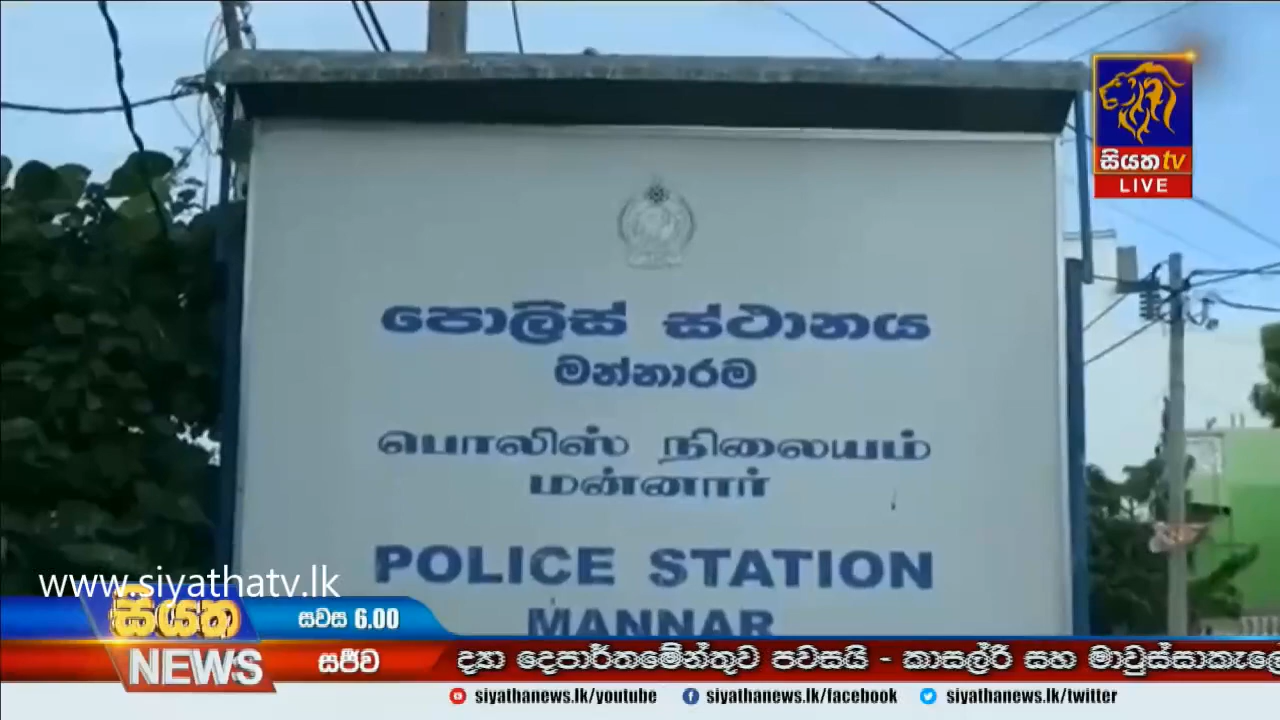 සියත tv
LIVE
පොලිස් ස්ථානය
මන්නාරම
பொலிஸ் நிலையம்
மன்னார்
POLICE STATION
MANNAR
www.siyathatv.lk
සියත
සවස 6.00
NEWS
සජීව
ද්‍යා දෙපාර්තමේන්තුව පවසයි - කාසල්රි සහ මාවුස්සාකැලේ
siyathanews.lk/youtube
siyathanews.lk/facebook
siyathanews.lk/twitter